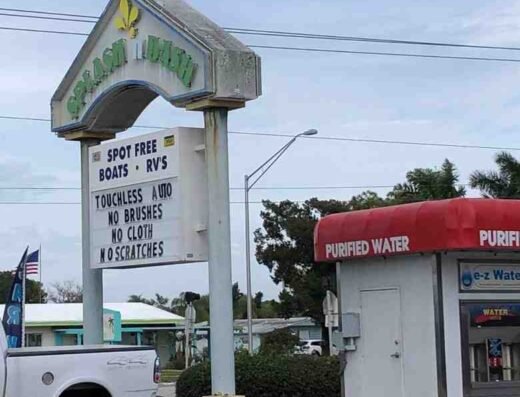 SPLASH n DASH
SPOT FREE
BOATS • RV'S
TOUCHLESS AUTO
NO BRUSHES
NO CLOTH
NO SCRATCHES
PURIFIED WATER
PURIFI
e-z Wate
WATER